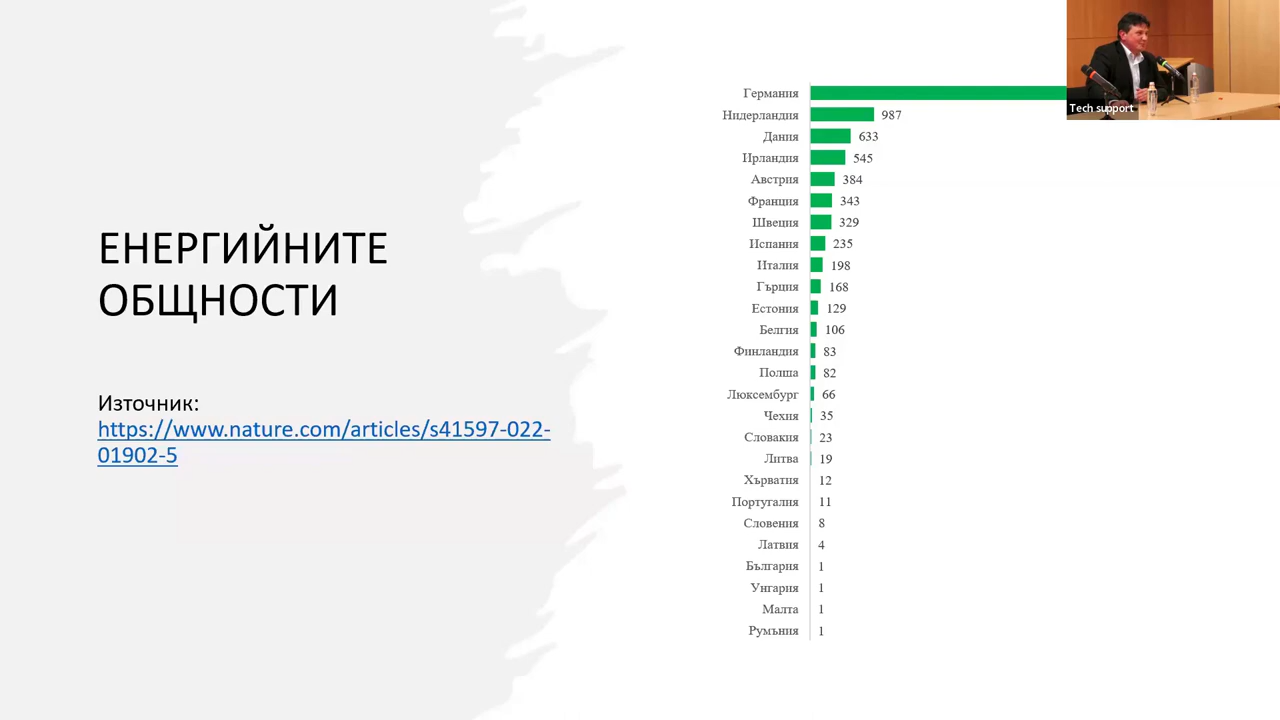 ЕНЕРГИЙНИТЕ
ОБЩНОСТИ
Източник:
https://www.nature.com/articles/s41597-022-
01902-5
Германия
Нидерландия 987
Дания 633
Ирландия 545
Австрия 384
Франция 343
Швеция 329
Испания 235
Италия 198
Гърция 168
Естония 129
Белгия 106
Финландия 83
Полша 82
Люксембург 66
Чехия 35
Словакия 23
Литва 19
Хърватия 12
Португалия 11
Словения 8
Латвия 4
България 1
Унгария 1
Малта 1
Румъния 1
Tech support